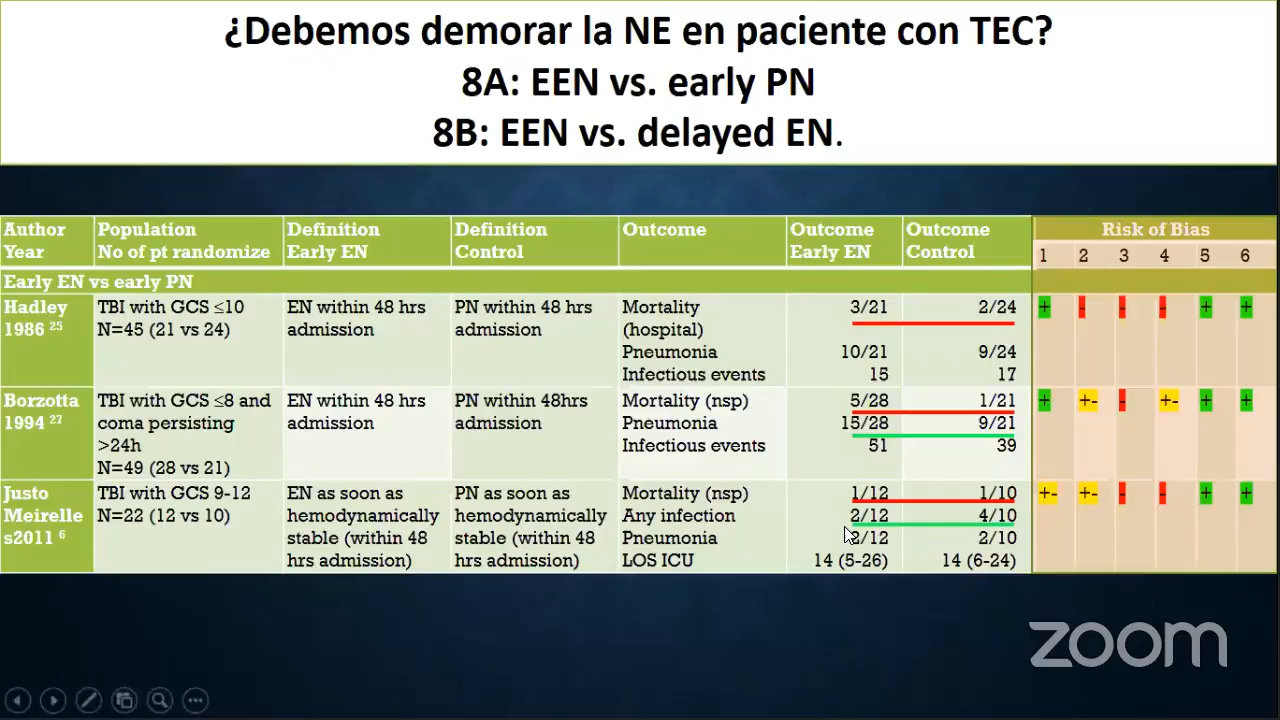 ¿Debemos demorar la NE en paciente con TEC?
8A: EEN vs. early PN
8B: EEN vs. delayed EN.
Author Year Population No of pt randomize Definition Early EN Definition Control Outcome Outcome Early EN Outcome Control Risk of Bias
1 2 3 4 5 6
Early EN vs early PN
Hadley 1986 25 TBI with GCS ≤10 N=45 (21 vs 24) EN within 48 hrs admission PN within 48 hrs admission
Mortality (hospital) 3/21 2/24 + - - - + +
Pneumonia 10/21 9/24
Infectious events 15 17
Borzotta 1994 27 TBI with GCS ≤8 and coma persisting >24h N=49 (28 vs 21) EN within 48 hrs admission PN within 48hrs admission
Mortality (nsp) 5/28 1/21 + +- - +- + +
Pneumonia 15/28 9/21
Infectious events 51 39
Justo Meirelle s2011 6 TBI with GCS 9-12 N=22 (12 vs 10) EN as soon as hemodynamically stable (within 48 hrs admission) PN as soon as hemodynamically stable (within 48 hrs admission)
Mortality (nsp) 1/12 1/10 +- +- - - + +
Any infection 2/12 4/10
Pneumonia 2/12 2/10
LOS ICU 14 (5-26) 14 (6-24)
zoom